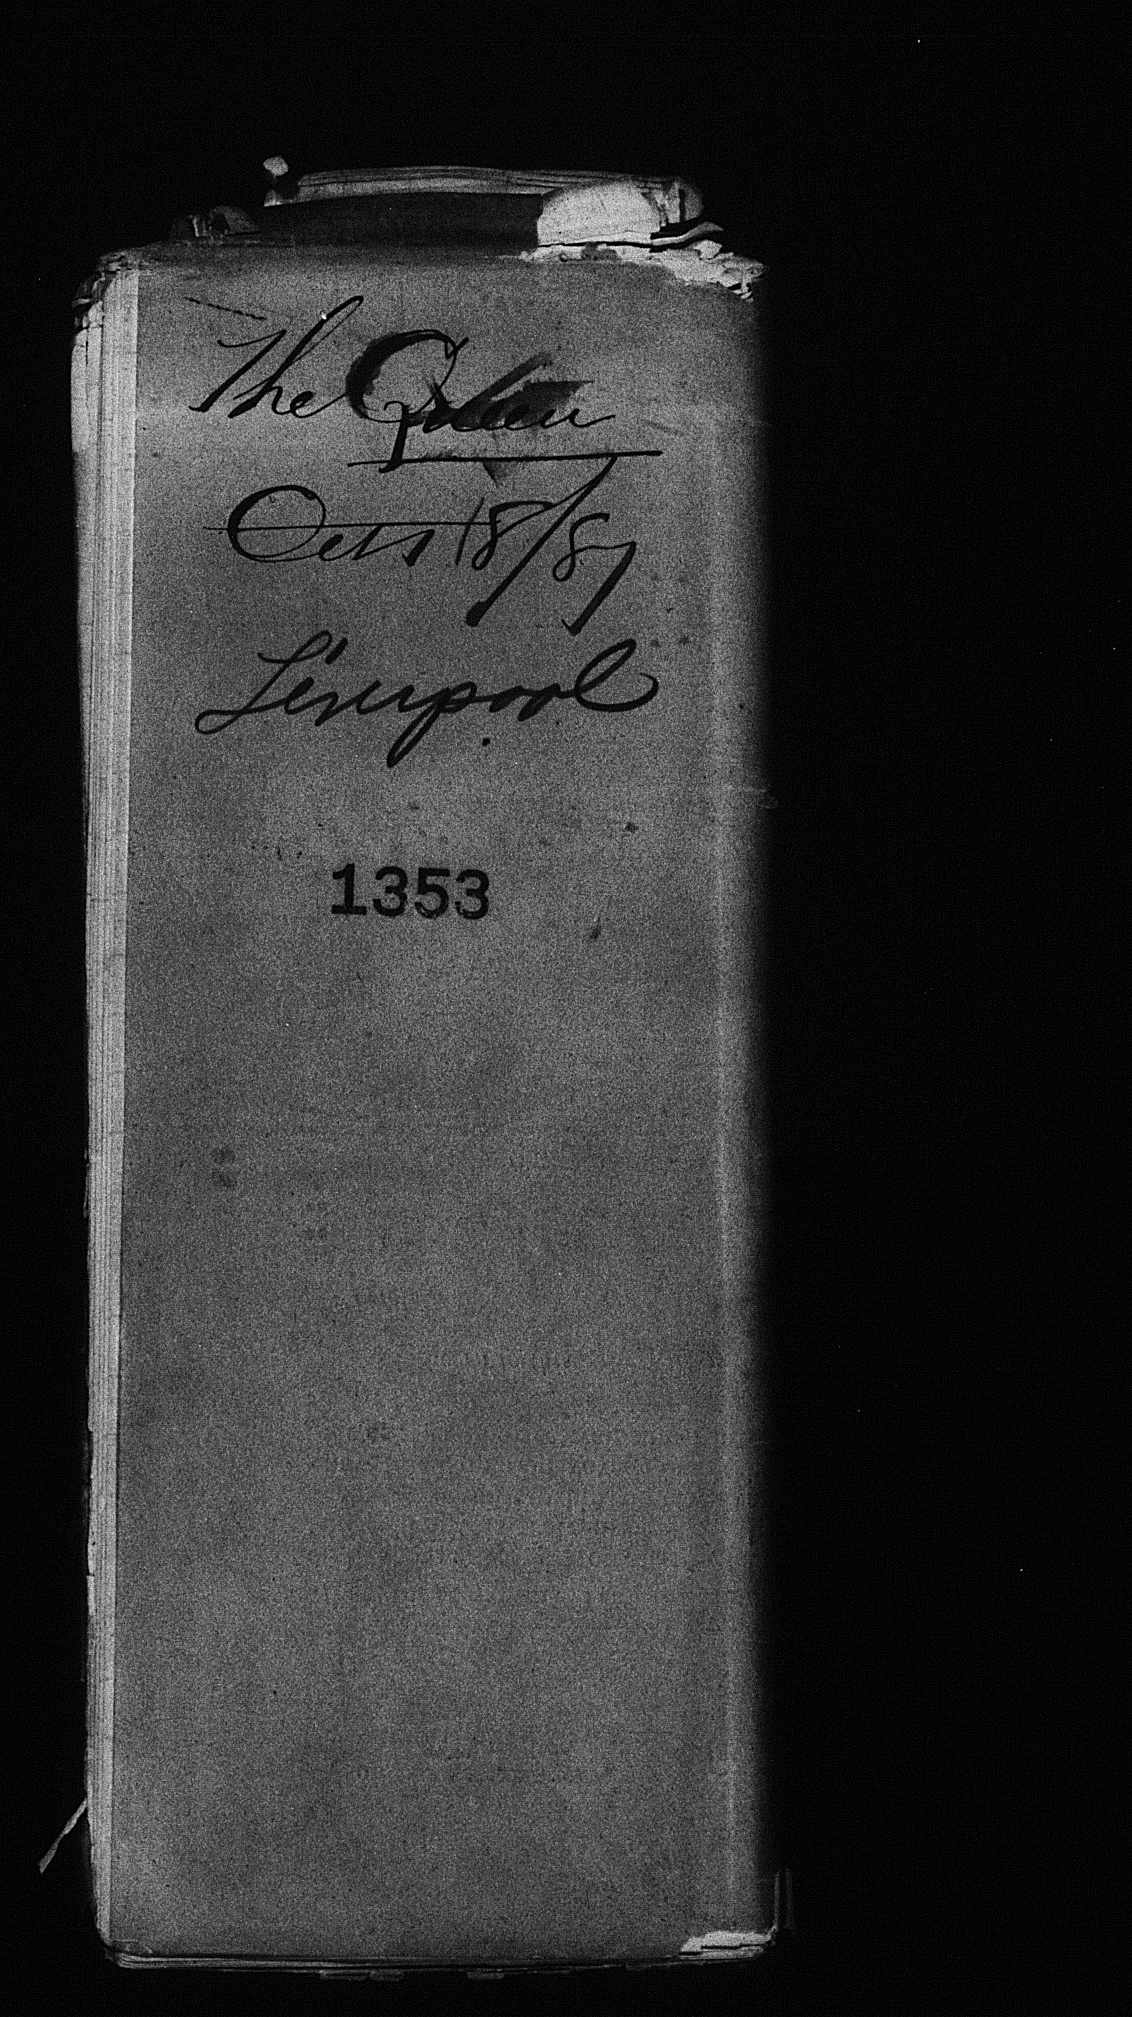 The Queen
Oct 18/87
Liverpool
1353